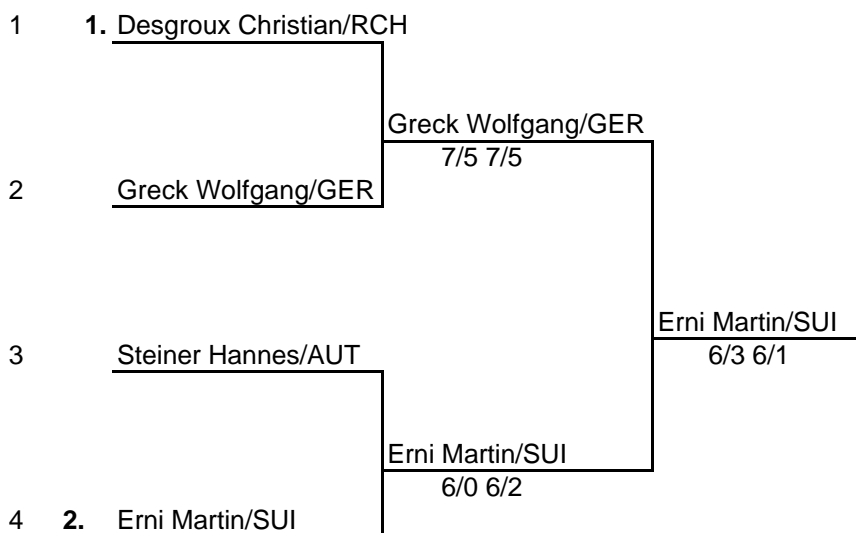 1 1. Desgroux Christian/RCH
Greck Wolfgang/GER
7/5 7/5
2 Greck Wolfgang/GER
Erni Martin/SUI
6/3 6/1
3 Steiner Hannes/AUT
Erni Martin/SUI
6/0 6/2
4 2. Erni Martin/SUI